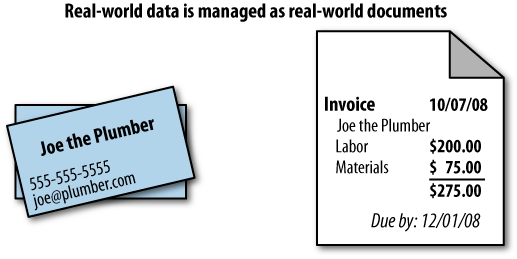 Real-world data is managed as real-world documents
Joe the Plumber
555-555-5555
joe@plumber.com
Invoice 10/07/08
Joe the Plumber
Labor $200.00
Materials $ 75.00
$275.00
Due by: 12/01/08